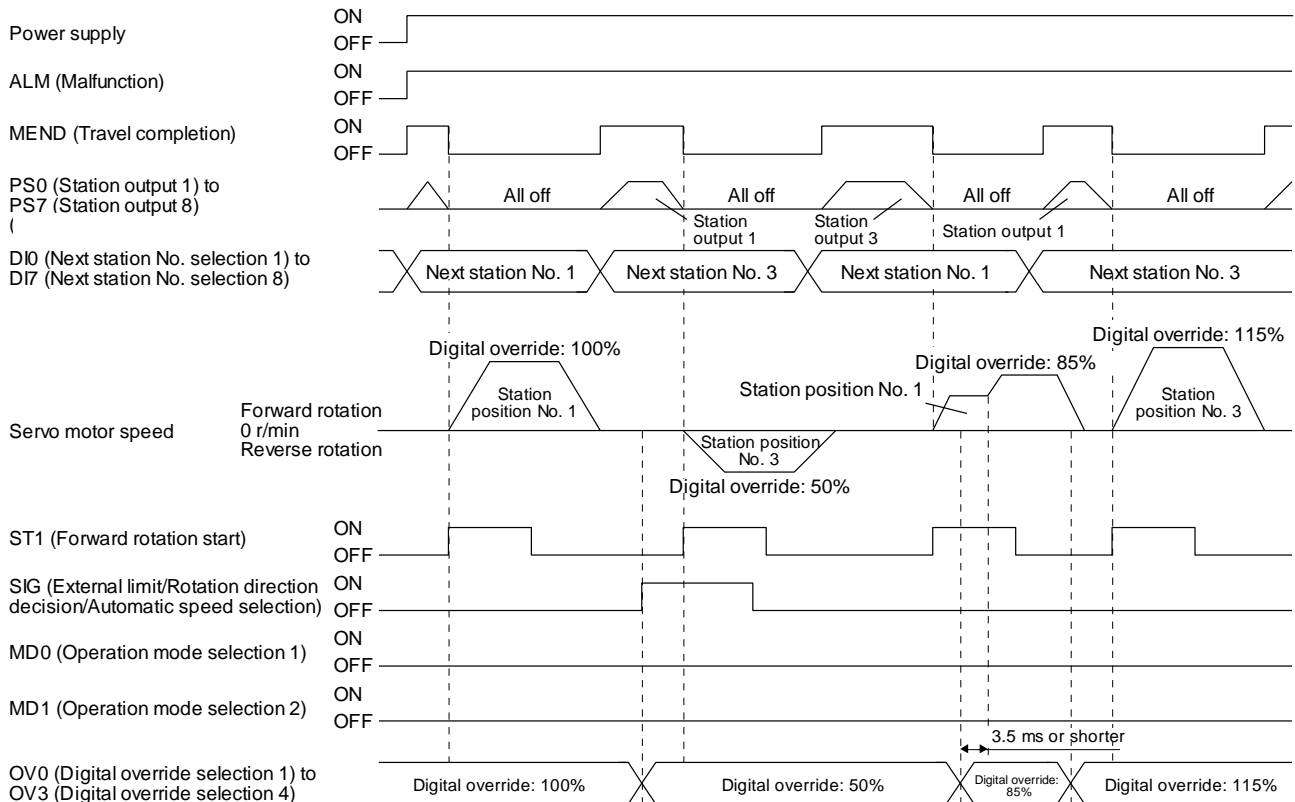 Power supply
ON
OFF
ALM (Malfunction)
ON
OFF
MEND (Travel completion)
ON
OFF
PS0 (Station output 1) to
PS7 (Station output 8)
(
All off
All off
All off
All off
Station
output 1
Station
output 3
Station output 1
DI0 (Next station No. selection 1) to
DI7 (Next station No. selection 8)
Next station No. 1
Next station No. 3
Next station No. 1
Next station No. 3
Digital override: 100%
Digital override: 85%
Digital override: 115%
Station
position No. 1
Station position No. 1
Station
position No. 3
Servo motor speed
Forward rotation
0 r/min
Reverse rotation
Station position
No. 3
Digital override: 50%
ST1 (Forward rotation start)
ON
OFF
SIG (External limit/Rotation direction
decision/Automatic speed selection)
ON
OFF
MD0 (Operation mode selection 1)
ON
OFF
MD1 (Operation mode selection 2)
ON
OFF
3.5 ms or shorter
OV0 (Digital override selection 1) to
OV3 (Digital override selection 4)
Digital override: 100%
Digital override: 50%
Digital override:
85%
Digital override: 115%